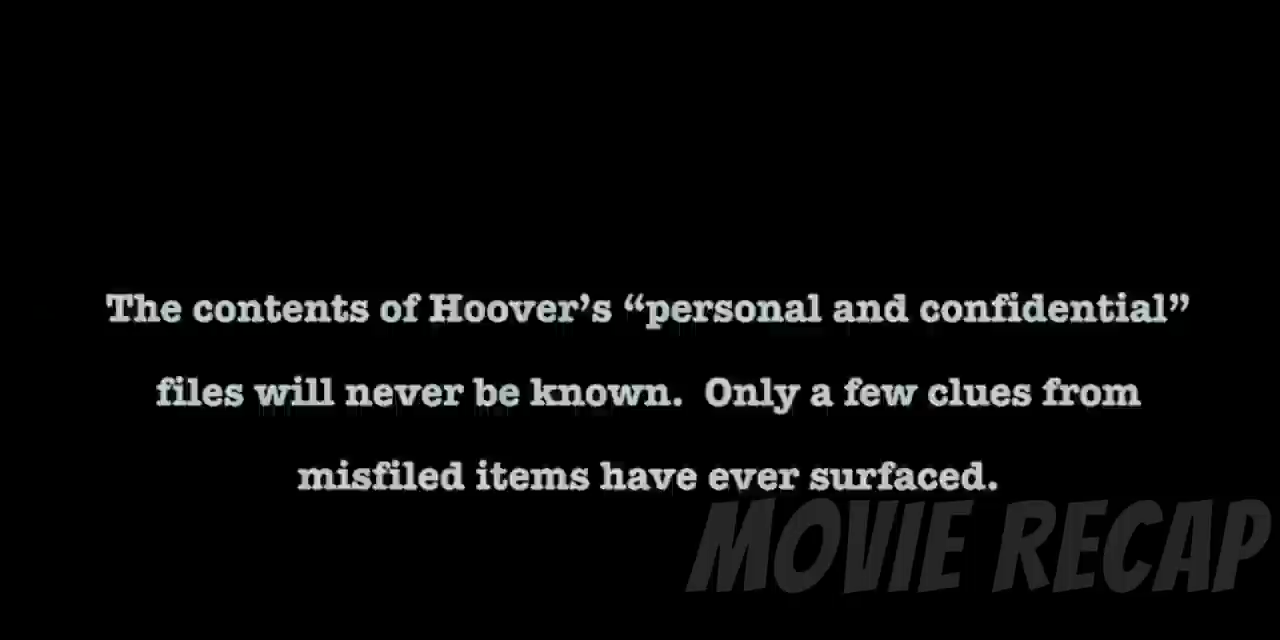 The contents of Hoover’s “personal and confidential”
files will never be known.  Only a few clues from
misfiled items have ever surfaced.
MOVIE RECAP